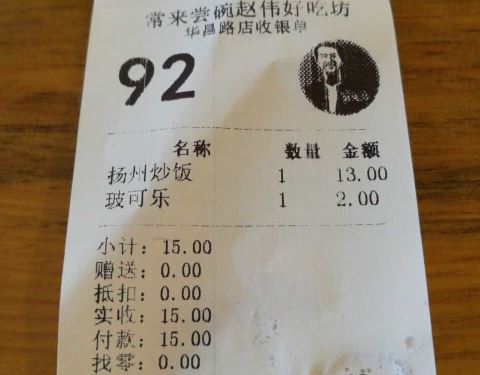 常来尝碗赵伟好吃坊
华昌路店收银单
92
名称 数量 金额
扬州炒饭 1 13.00
玻可乐 1 2.00
小计: 15.00
赠送: 0.00
抵扣: 0.00
实收: 15.00
付款: 15.00
找零: 0.00